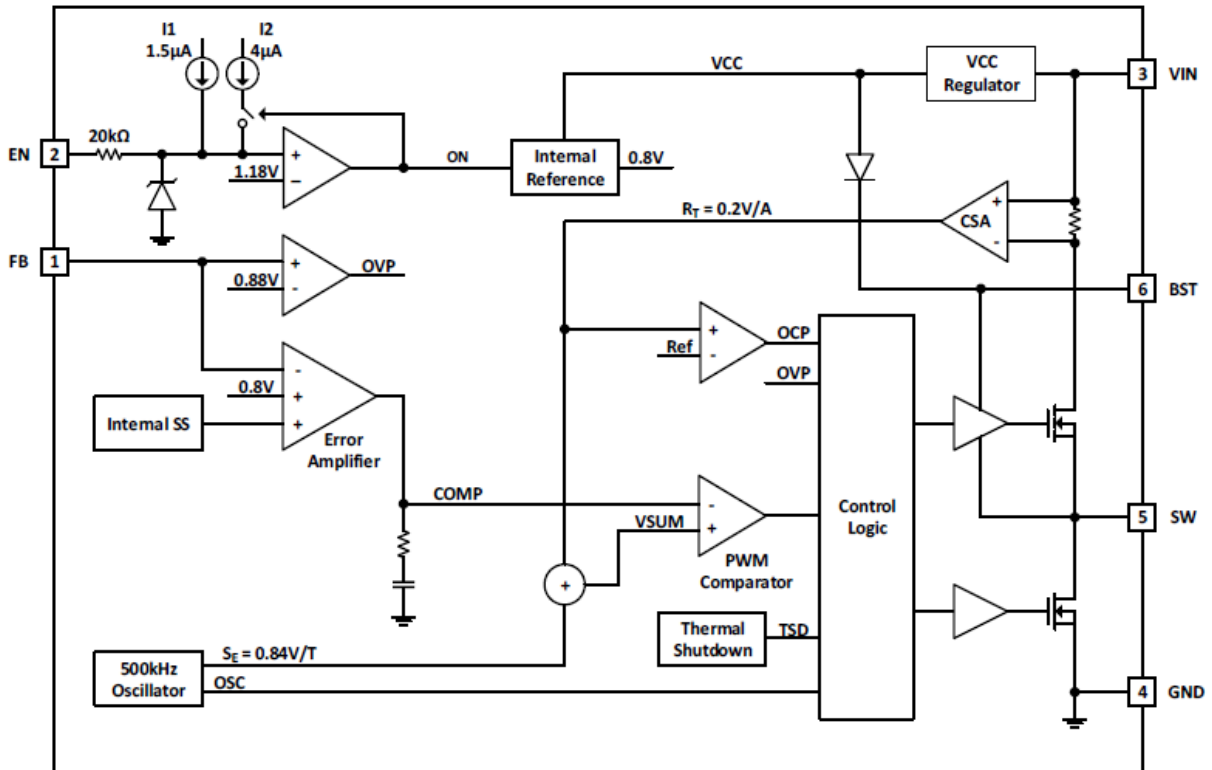 I1
1.5µA
I2
4µA
VCC
VCC
Regulator
3
VIN
EN
2
20kΩ
+
1.18V
–
ON
Internal
Reference
0.8V
R_T = 0.2V/A
CSA
+
-
FB
1
+
0.88V
-
OVP
6
BST
+
Ref
-
OCP
OVP
-
0.8V
+
Internal SS
+
Error
Amplifier
COMP
-
VSUM
+
PWM
Comparator
Control
Logic
5
SW
+
Thermal
Shutdown
TSD
500kHz
Oscillator
S_E = 0.84V/T
OSC
4
GND